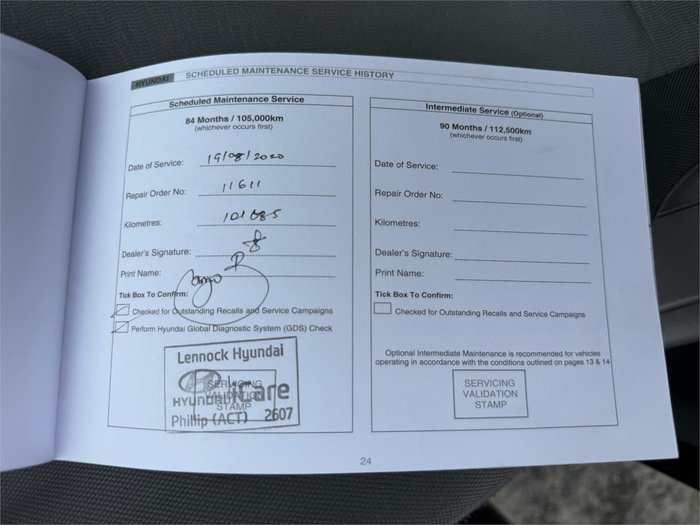 HYUNDAI SCHEDULED MAINTENANCE SERVICE HISTORY
Scheduled Maintenance Service
84 Months / 105,000km
(whichever occurs first)
Date of Service: 19/08/2020
Repair Order No: 11611
Kilometres: 101085
Dealer's Signature:
Print Name:
Tick Box To Confirm:
Checked for Outstanding Recalls and Service Campaigns
Perform Hyundai Global Diagnostic System (GDS) Check
Lennock Hyundai
SERVICING
VALIDATION
STAMP
HYUNDAI iCare
Phillip (ACT) 2607
Intermediate Service (Optional)
90 Months / 112,500km
(whichever occurs first)
Date of Service:
Repair Order No:
Kilometres:
Dealer's Signature:
Print Name:
Tick Box To Confirm:
Checked for Outstanding Recalls and Service Campaigns
Optional Intermediate Maintenance is recommended for vehicles
operating in accordance with the conditions outlined on pages 13 & 14
SERVICING
VALIDATION
STAMP
24